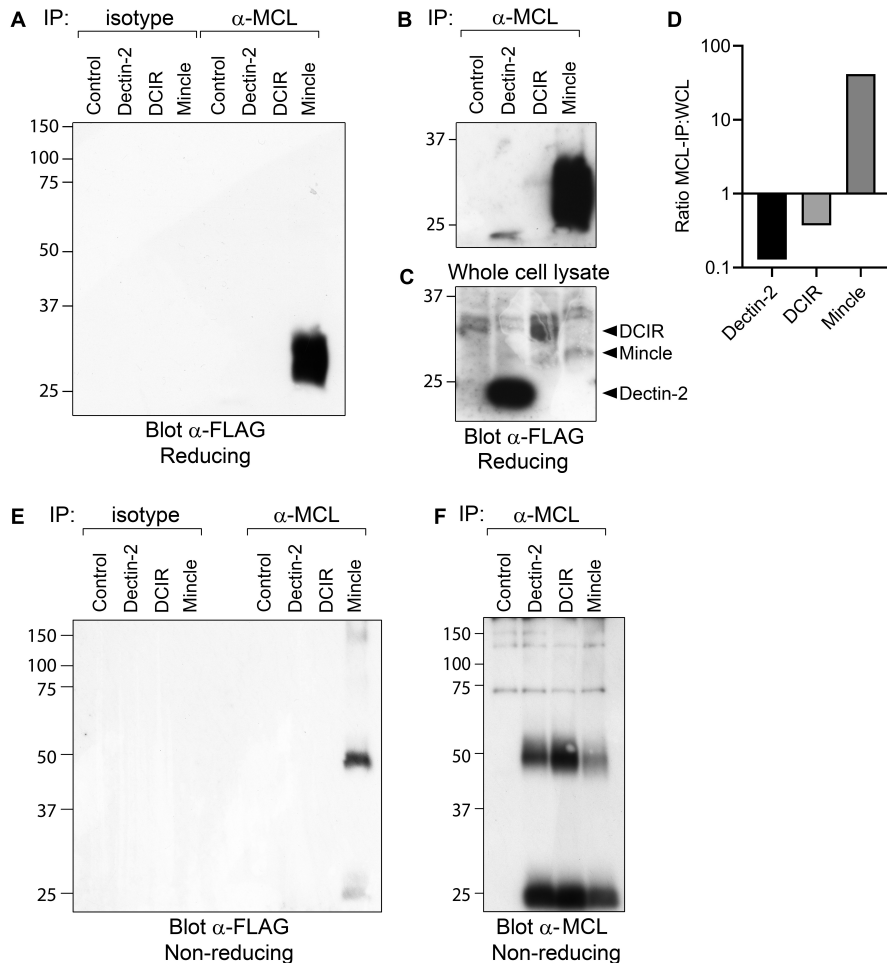 A IP: isotype α-MCL
Control Dectin-2 DCIR Mincle Control Dectin-2 DCIR Mincle
150
100
75
50
37
25
Blot α-FLAG
Reducing
B IP: α-MCL
Control Dectin-2 DCIR Mincle
37
25
C Whole cell lysate
37
25
DCIR
Mincle
Dectin-2
Blot α-FLAG
Reducing
D
Ratio MCL-IP:WCL
100
10
1
0.1
Dectin-2 DCIR Mincle
E IP: isotype α-MCL
Control Dectin-2 DCIR Mincle Control Dectin-2 DCIR Mincle
150
100
75
50
37
25
Blot α-FLAG
Non-reducing
F IP: α-MCL
Control Dectin-2 DCIR Mincle
150
100
75
50
37
25
Blot α-MCL
Non-reducing